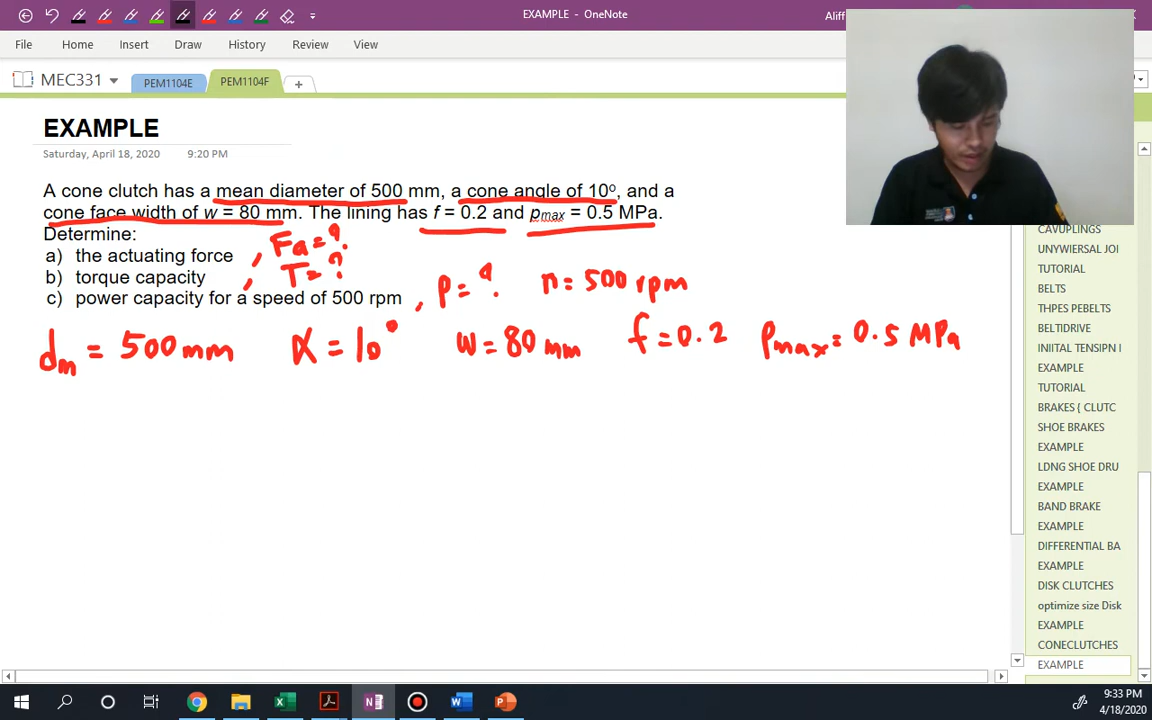 EXAMPLE - OneNote
Aliff
File Home Insert Draw History Review View
MEC331 PEM1104E PEM1104F +
EXAMPLE
Saturday, April 18, 2020 9:20 PM
A cone clutch has a mean diameter of 500 mm, a cone angle of 10º, and a
cone face width of w = 80 mm. The lining has f = 0.2 and pmax = 0.5 MPa.
Determine:
a) the actuating force
b) torque capacity
c) power capacity for a speed of 500 rpm
, Fa = ?
, T = ?
, P = ? n = 500 rpm
dm = 500 mm α = 10° w = 80 mm f = 0.2 Pmax = 0.5 MPa
CAVUPLINGS
UNYWIERSAL JOI
TUTORIAL
BELTS
THPES PEBELTS
BELTIDRIVE
INIITAL TENSIPN I
EXAMPLE
TUTORIAL
BRAKES { CLUTC
SHOE BRAKES
EXAMPLE
LDNG SHOE DRU
EXAMPLE
BAND BRAKE
EXAMPLE
DIFFERENTIAL BA
EXAMPLE
DISK CLUTCHES
optimize size Disk
EXAMPLE
CONECLUTCHES
EXAMPLE
9:33 PM
4/18/2020